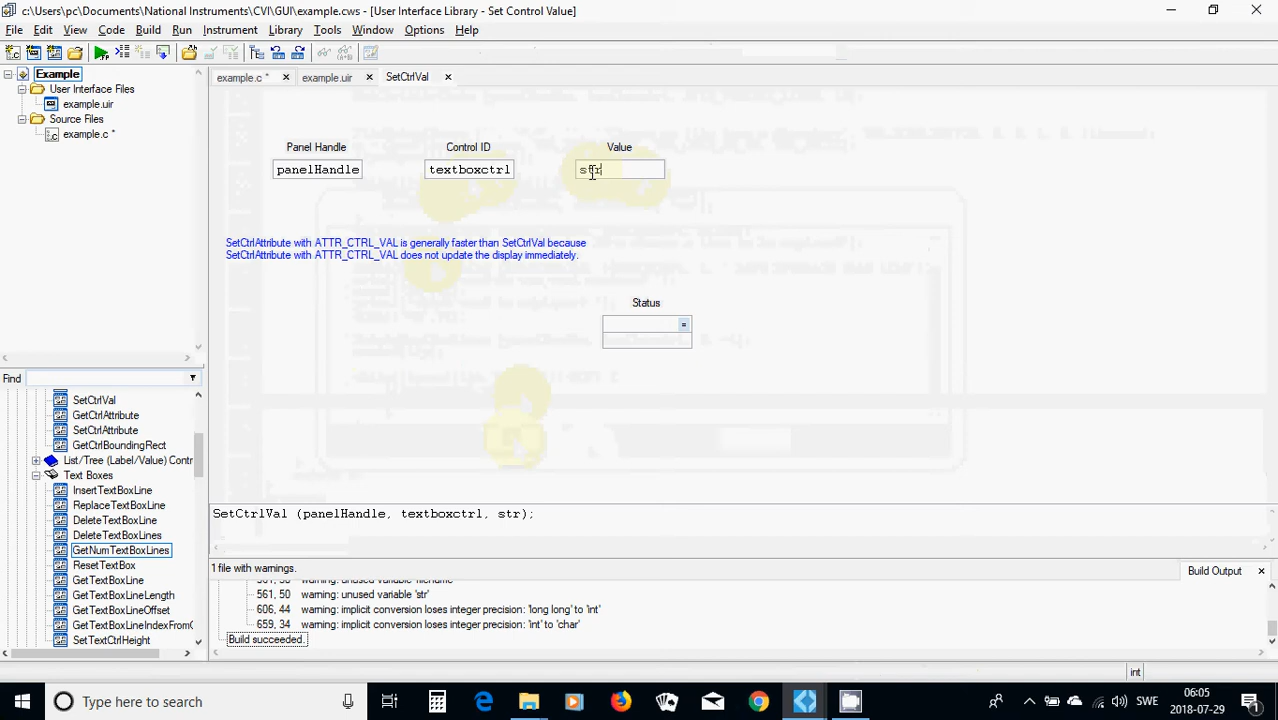 c:\Users\pc\Documents\National Instruments\CVI\GUI\example.cws - [User Interface Library - Set Control Value]
File Edit View Code Build Run Instrument Library Tools Window Options Help
Example
User Interface Files
example.uir
Source Files
example.c *
example.c * example.uir SetCtrlVal
Panel Handle Control ID Value
panelHandle textboxctrl str
SetCtrlAttribute with ATTR_CTRL_VAL is generally faster than SetCtrlVal because
SetCtrlAttribute with ATTR_CTRL_VAL does not update the display immediately.
Status
Find
SetCtrlVal
GetCtrlAttribute
SetCtrlAttribute
GetCtrlBoundingRect
List/Tree (Label/Value) Contr
Text Boxes
InsertTextBoxLine
ReplaceTextBoxLine
DeleteTextBoxLine
DeleteTextBoxLines
GetNumTextBoxLines
ResetTextBox
GetTextBoxLine
GetTextBoxLineLength
GetTextBoxLineOffset
GetTextBoxLineIndexFromO
SetTextCtrlHeight
SetCtrlVal (panelHandle, textboxctrl, str);
1 file with warnings. Build Output
561, 50 warning: unused variable 'str'
606, 44 warning: implicit conversion loses integer precision: 'long long' to 'int'
659, 34 warning: implicit conversion loses integer precision: 'int' to 'char'
Build succeeded.
int
Type here to search
SWE
06:05
2018-07-29